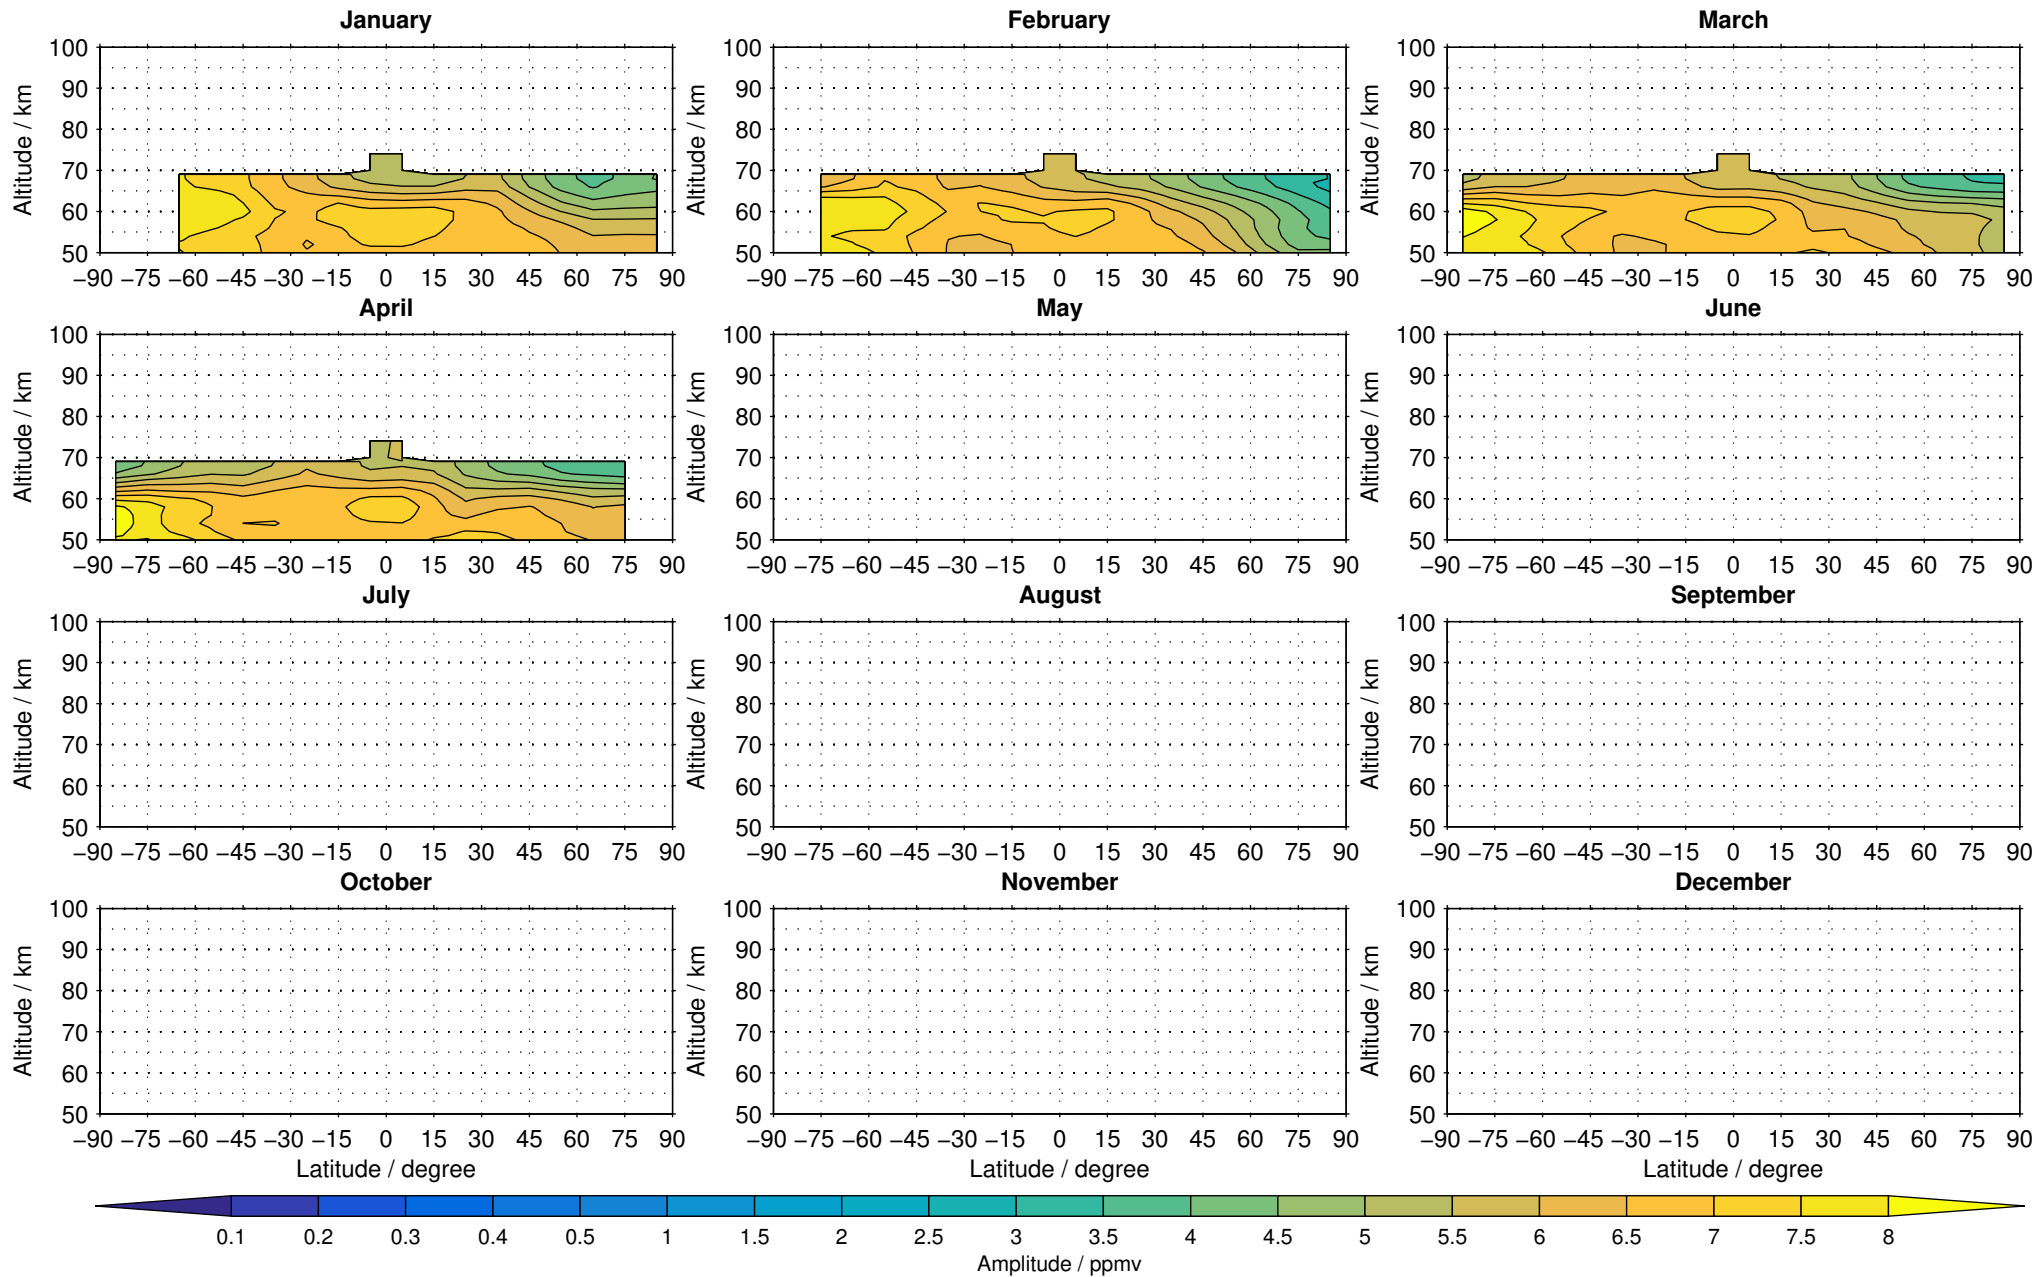 January February March
100 100 100
90 90 90
80 80 80
70 70 70
60 60 60
50 50 50
Altitude / km Altitude / km Altitude / km
−90 −75 −60 −45 −30 −15 0 15 30 45 60 75 90 −90 −75 −60 −45 −30 −15 0 15 30 45 60 75 90 −90 −75 −60 −45 −30 −15 0 15 30 45 60 75 90
April May June
100 100 100
90 90 90
80 80 80
70 70 70
60 60 60
50 50 50
Altitude / km Altitude / km Altitude / km
−90 −75 −60 −45 −30 −15 0 15 30 45 60 75 90 −90 −75 −60 −45 −30 −15 0 15 30 45 60 75 90 −90 −75 −60 −45 −30 −15 0 15 30 45 60 75 90
July August September
100 100 100
90 90 90
80 80 80
70 70 70
60 60 60
50 50 50
Altitude / km Altitude / km Altitude / km
−90 −75 −60 −45 −30 −15 0 15 30 45 60 75 90 −90 −75 −60 −45 −30 −15 0 15 30 45 60 75 90 −90 −75 −60 −45 −30 −15 0 15 30 45 60 75 90
October November December
100 100 100
90 90 90
80 80 80
70 70 70
60 60 60
50 50 50
Altitude / km Altitude / km Altitude / km
−90 −75 −60 −45 −30 −15 0 15 30 45 60 75 90 −90 −75 −60 −45 −30 −15 0 15 30 45 60 75 90 −90 −75 −60 −45 −30 −15 0 15 30 45 60 75 90
Latitude / degree Latitude / degree Latitude / degree
0.1 0.2 0.3 0.4 0.5 1 1.5 2 2.5 3 3.5 4 4.5 5 5.5 6 6.5 7 7.5 8
Amplitude / ppmv